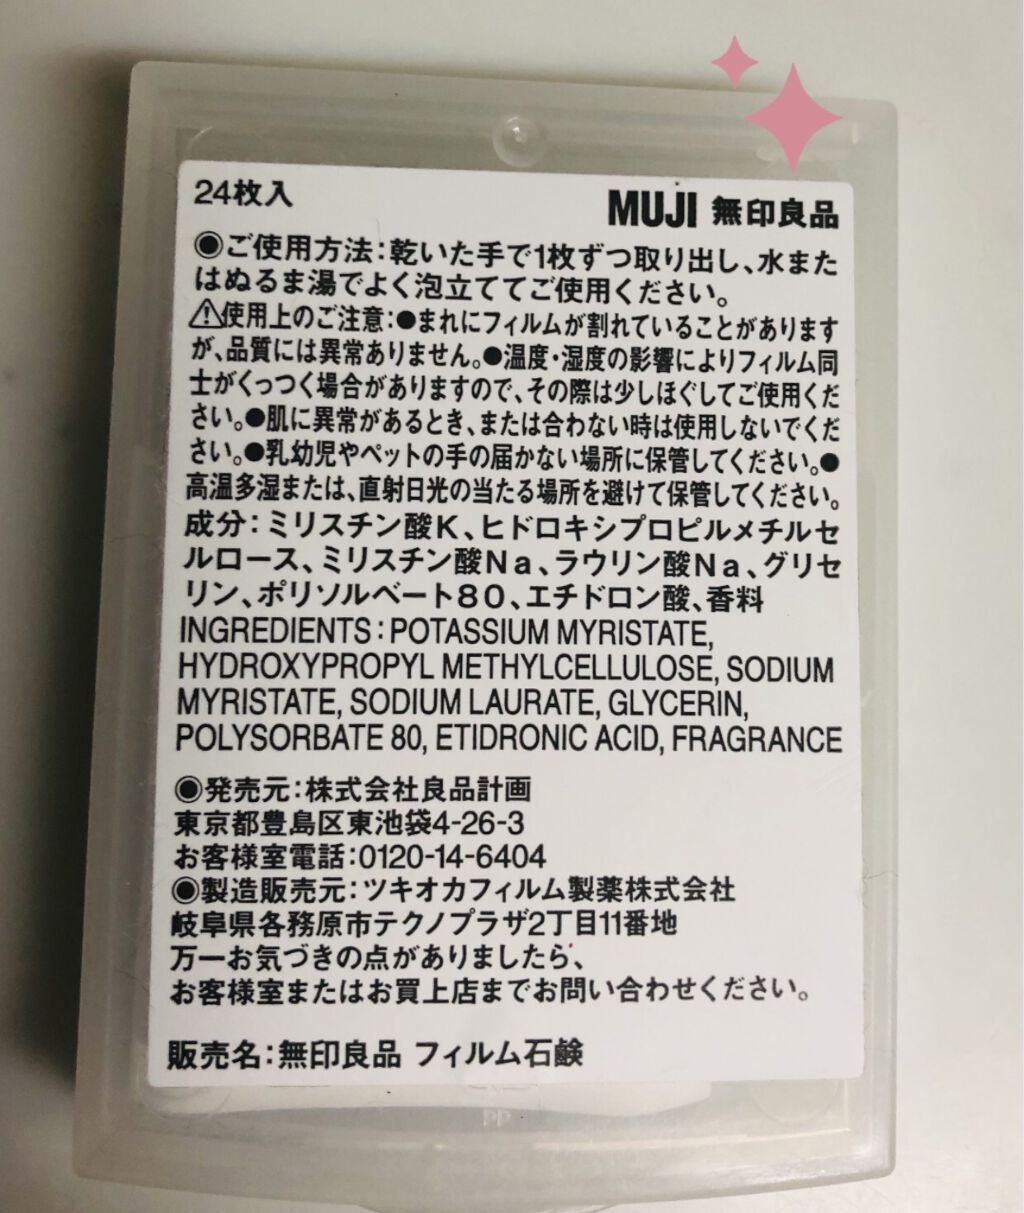 24枚入
MUJI 無印良品
◉ご使用方法：乾いた手で1枚ずつ取り出し、水また
はぬるま湯でよく泡立ててご使用ください。
⚠使用上のご注意：●まれにフィルムが割れていることがあります
が、品質には異常ありません。●温度・湿度の影響によりフィルム同
士がくっつく場合がありますので、その際は少しほぐしてご使用くだ
さい。●肌に異常があるとき、または合わない時は使用しないでくだ
さい。●乳幼児やペットの手の届かない場所に保管してください。●
高温多湿または、直射日光の当たる場所を避けて保管してください。
成分：ミリスチン酸K、ヒドロキシプロピルメチルセ
ルロース、ミリスチン酸Na、ラウリン酸Na、グリセ
リン、ポリソルベート80、エチドロン酸、香料
INGREDIENTS：POTASSIUM MYRISTATE,
HYDROXYPROPYL METHYLCELLULOSE, SODIUM
MYRISTATE, SODIUM LAURATE, GLYCERIN,
POLYSORBATE 80, ETIDRONIC ACID, FRAGRANCE
◉発売元：株式会社良品計画
東京都豊島区東池袋4-26-3
お客様室電話：0120-14-6404
◉製造販売元：ツキオカフィルム製薬株式会社
岐阜県各務原市テクノプラザ2丁目11番地
万一お気づきの点がありましたら、
お客様室またはお買上店までお問い合わせください。
販売名：無印良品 フィルム石鹸